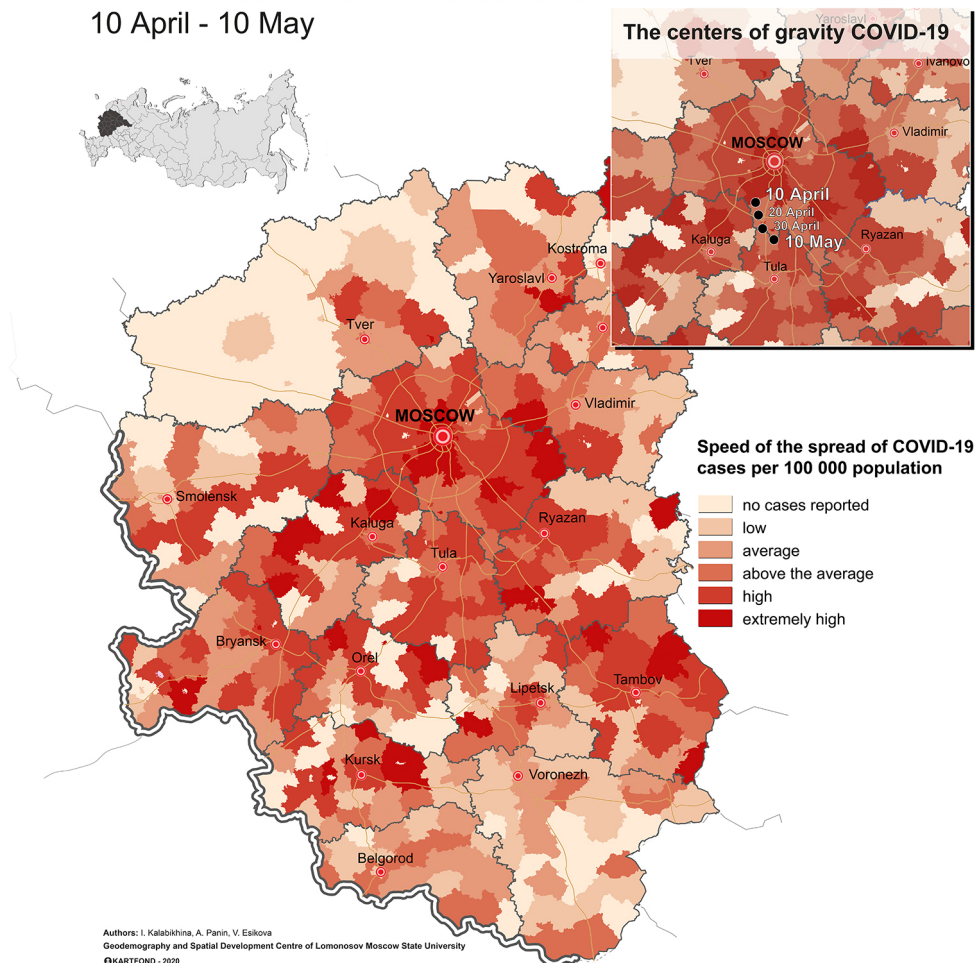 10 April - 10 May
Yaroslavl
The centers of gravity COVID-19
Tver
Ivanovo
Vladimir
MOSCOW
10 April
20 April
30 April
10 May
Kaluga
Ryazan
Tula
Kostroma
Yaroslavl
Tver
MOSCOW
Vladimir
Smolensk
Kaluga
Ryazan
Tula
Bryansk
Orel
Lipetsk
Tambov
Kursk
Voronezh
Belgorod
Speed of the spread of COVID-19
cases per 100 000 population
no cases reported
low
average
above the average
high
extremely high
Authors: I. Kalabikhina, A. Panin, V. Esikova
Geodemography and Spatial Development Centre of Lomonosov Moscow State University
KARTFOND - 2020